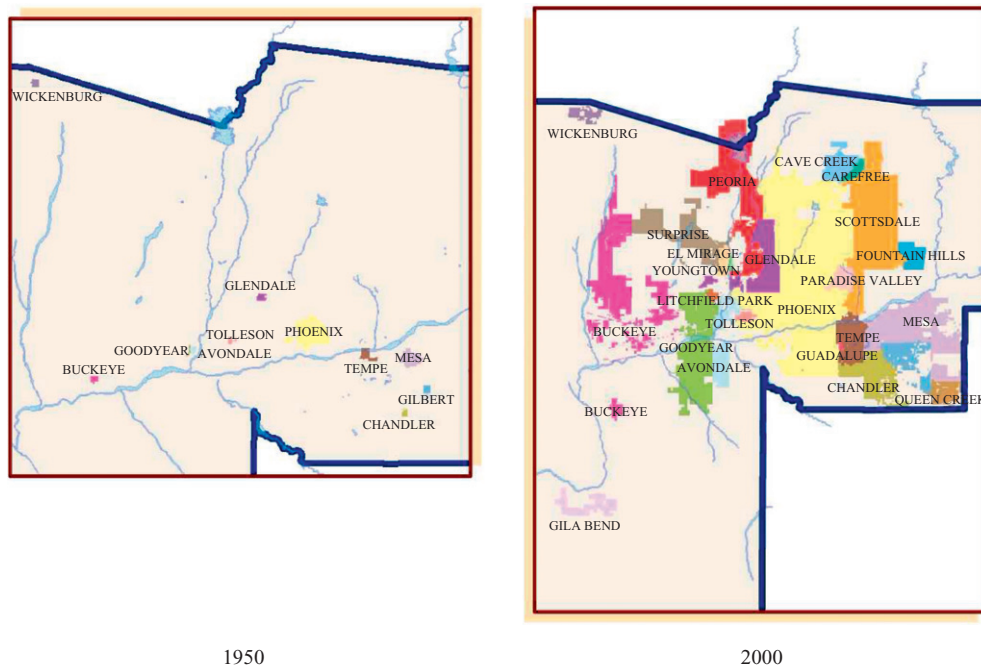 WICKENBURG
GLENDALE
TOLLESON
PHOENIX
GOODYEAR
AVONDALE
BUCKEYE
TEMPE
MESA
GILBERT
CHANDLER
1950
WICKENBURG
CAVE CREEK
CAREFREE
PEORIA
SCOTTSDALE
SURPRISE
EL MIRAGE
GLENDALE
FOUNTAIN HILLS
YOUNGTOWN
PARADISE VALLEY
LITCHFIELD PARK
PHOENIX
TOLLESON
MESA
BUCKEYE
TEMPE
GOODYEAR
GUADALUPE
AVONDALE
CHANDLER
QUEEN CREEK
BUCKEYE
GILA BEND
2000